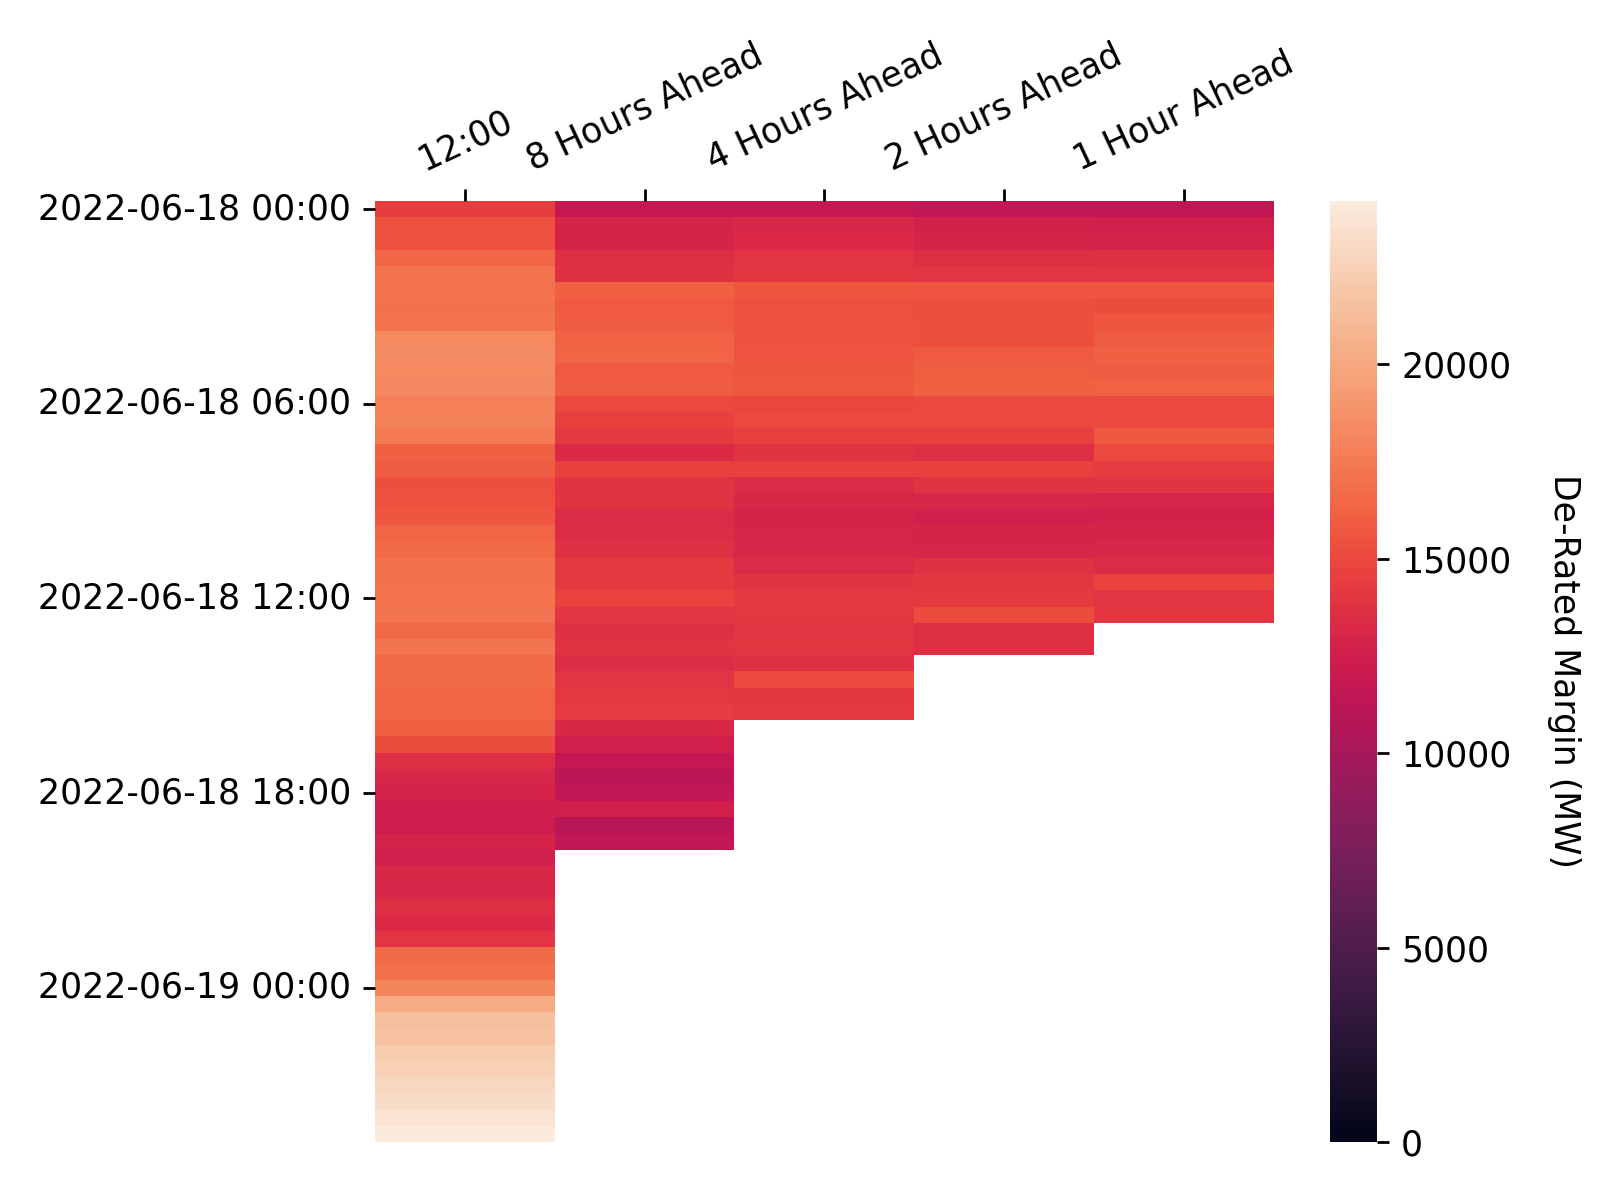 12:00
8 Hours Ahead
4 Hours Ahead
2 Hours Ahead
1 Hour Ahead
2022-06-18 00:00
2022-06-18 06:00
2022-06-18 12:00
2022-06-18 18:00
2022-06-19 00:00
20000
15000
10000
5000
0
De-Rated Margin (MW)